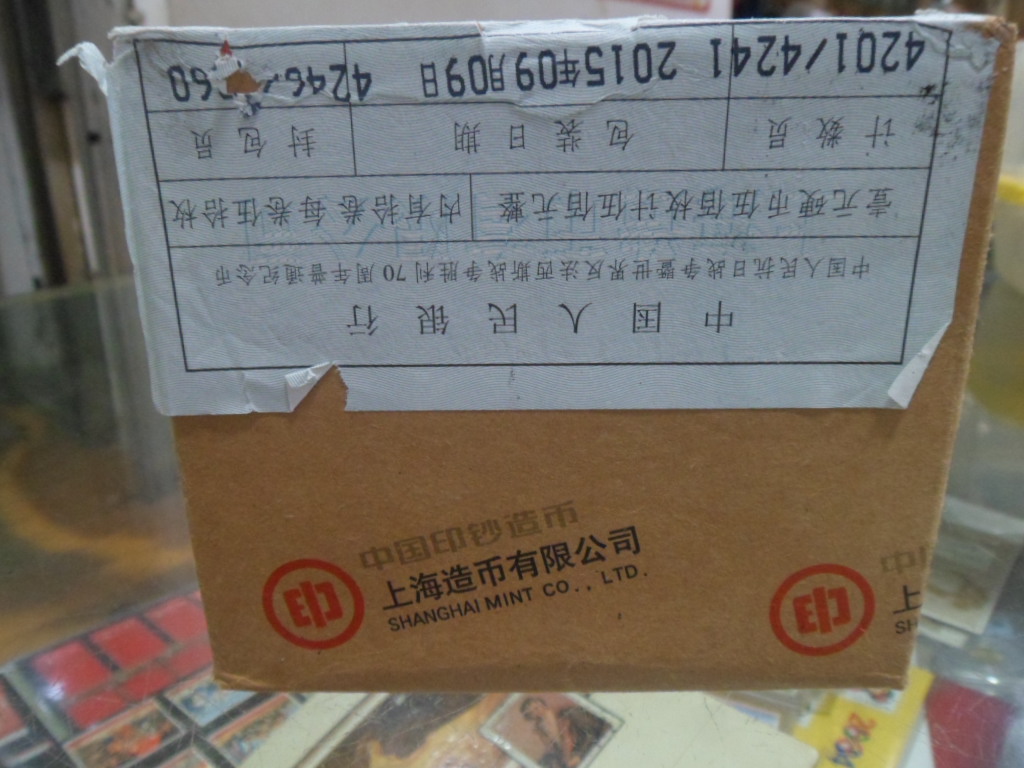 中国人民银行
中国人民抗日战争暨世界反法西斯战争胜利70周年普通纪念币
壹元硬币伍佰枚计伍佰元整 内有拾卷每卷伍拾枚
计数员 包装日期 封包员
4201/4241 2015年09月09日
中国印钞造币
上海造币有限公司
SHANGHAI MINT CO., LTD.
中
上
SH